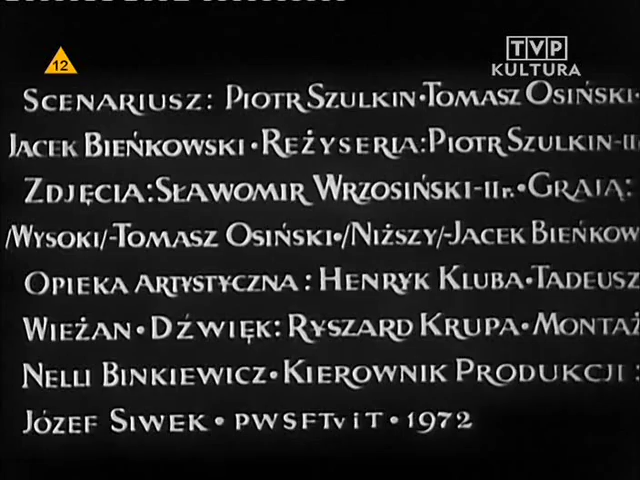 12
TVP
KULTURA
SCENARIUSZ: PIOTR SZULKIN•TOMASZ OSIŃSKI•
JACEK BIEŃKOWSKI•REŻYSERIA:PIOTR SZULKIN-II
ZDJĘCIA:SŁAWOMIR WRZOSIŃSKI-IIr.•GRAJĄ:
/WYSOKI/-TOMASZ OSIŃSKI•/NIŻSZY/-JACEK BIEŃKOW
OPIEKA ARTYSTYCZNA: HENRYK KLUBA•TADEUSZ
WIEŻAN•DŹWIĘK: RYSZARD KRUPA•MONTAŻ
NELLI BINKIEWICZ•KIEROWNIK PRODUKCJI:
JÓZEF SIWEK•PWSFTviT•1972